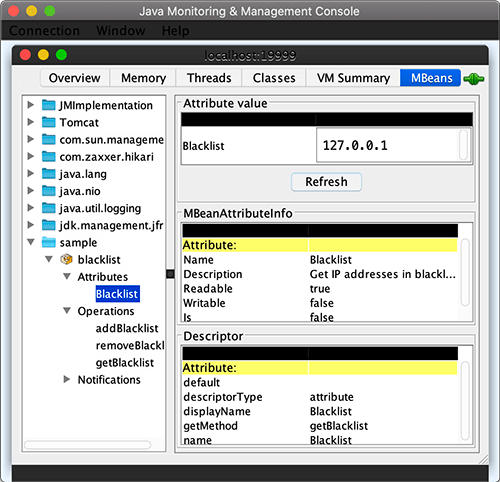 Java Monitoring & Management Console
Connection Window Help
localhost:19999
Overview Memory Threads Classes VM Summary MBeans
JMImplementation
Tomcat
com.sun.manageme
com.zaxxer.hikari
java.lang
java.nio
java.util.logging
jdk.management.jfr
sample
blacklist
Attributes
Blacklist
Operations
addBlacklist
removeBlackl
getBlacklist
Notifications
Attribute value
Blacklist 127.0.0.1
Refresh
MBeanAttributeInfo
Attribute:
Name Blacklist
Description Get IP addresses in blackl...
Readable true
Writable false
Is false
Descriptor
Attribute:
default
descriptorType attribute
displayName Blacklist
getMethod getBlacklist
name Blacklist